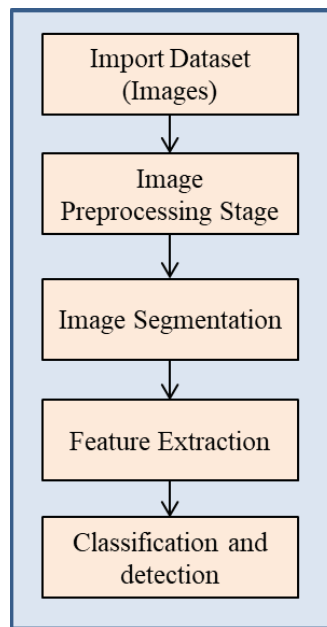 Import Dataset
(Images)
Image
Preprocessing Stage
Image Segmentation
Feature Extraction
Classification and
detection